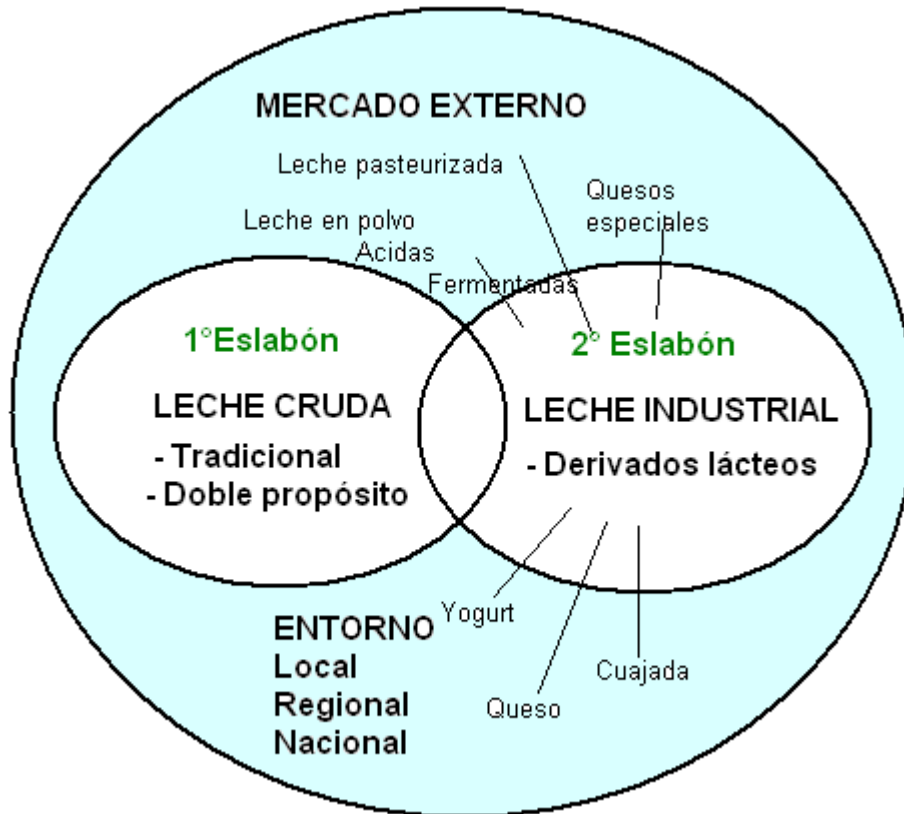 MERCADO EXTERNO
Leche pasteurizada
Quesos
especiales
Leche en polvo
Acidas
Fermentadas
1°Eslabón
2° Eslabón
LECHE CRUDA
LECHE INDUSTRIAL
- Tradicional
- Derivados lácteos
- Doble propósito
Yogurt
ENTORNO
Local
Cuajada
Regional
Queso
Nacional